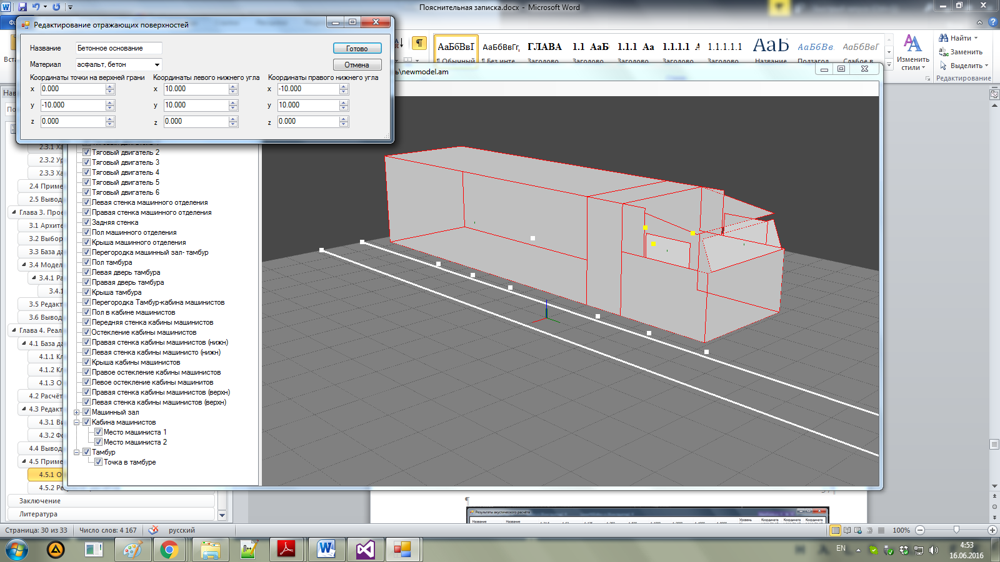 Пояснительная записка.docx - Microsoft Word
Редактирование отражающих поверхностей
Название
Бетонное основание
Готово
Материал
асфальт, бетон
Отмена
Координаты точки на верхней грани
Координаты левого нижнего угла
Координаты правого нижнего угла
x 0.000 x 10.000 x -10.000
y -10.000 y 10.000 y 10.000
z 0.000 z 0.000 z 0.000
АаБбВвІ АаБбВвГг, ГЛАВА 1.1 АаБ 1.1.1 Аа 1.1.1.1 А 1.1.1.1.1 АаБ АаБбВв. АаБбВвГ
¶ Обычный ¶ Без инте... Заголово... Заголово... Заголово... Заголово... Заголово... Название Подзагол... Слабое в...
Изменить стили
Найти
Заменить
Выделить
Редактирование
\newmodel.am
2.3.1 Ха
2.3.2 Ур
2.3.3 Ха
2.4 Приме
2.5 Вывод
Глава 3. Прое
3.1 Архите
3.2 Выбор
3.3 База да
3.4 Модел
3.4.1 Ра
3.4.1
3.5 Редакт
3.6 Вывод
Глава 4. Реал
4.1 База да
4.1.1 Кл
4.1.2 Кл
4.1.3 О
4.2 Расчёт
4.3 Редакт
4.3.1 Ви
4.3.2 Фо
4.4 Вывод
4.5 Приме
4.5.1 О
4.5.2 Ре
Заключение
Литература
Тяговый двигатель 2
Тяговый двигатель 3
Тяговый двигатель 4
Тяговый двигатель 5
Тяговый двигатель 6
Левая стенка машинного отделения
Правая стенка машинного отделения
Задняя стенка
Пол машинного отделения
Крыша машинного отделения
Перегородка машинный зал- тамбур
Пол тамбура
Левая дверь тамбура
Правая дверь тамбура
Крыша тамбура
Перегородка Тамбур-кабина машинистов
Пол в кабине машинистов
Передняя стенка кабины машинистов
Остекление кабины машинистов
Правая стенка кабины машинистов (нижн)
Левая стенка кабины машинисто (нижн)
Крыша кабины машинистов
Правое остекление кабины машинистов
Левое остекление кабины машинитов
Правая стенка кабины машинистов (верхн)
Левая стенка кабины машинистов (верхн)
Машинный зал
Кабина машинистов
Место машиниста 1
Место машиниста 2
Тамбур
Точка в тамбуре
Результаты акустического расчёта
Страница: 30 из 33 Число слов: 4 167 русский
100%
EN
4:53
16.06.2016